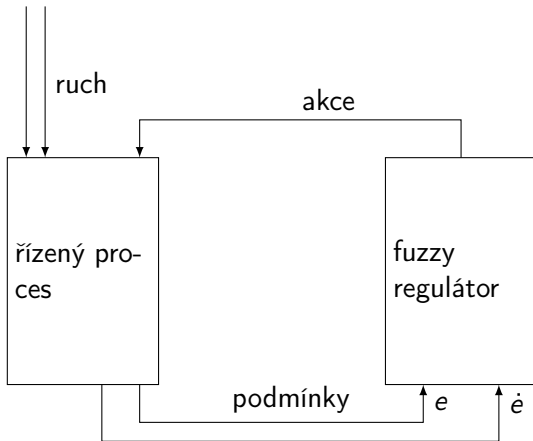 ruch
akce
řízený pro-
ces
fuzzy
regulátor
podmínky
e
ė